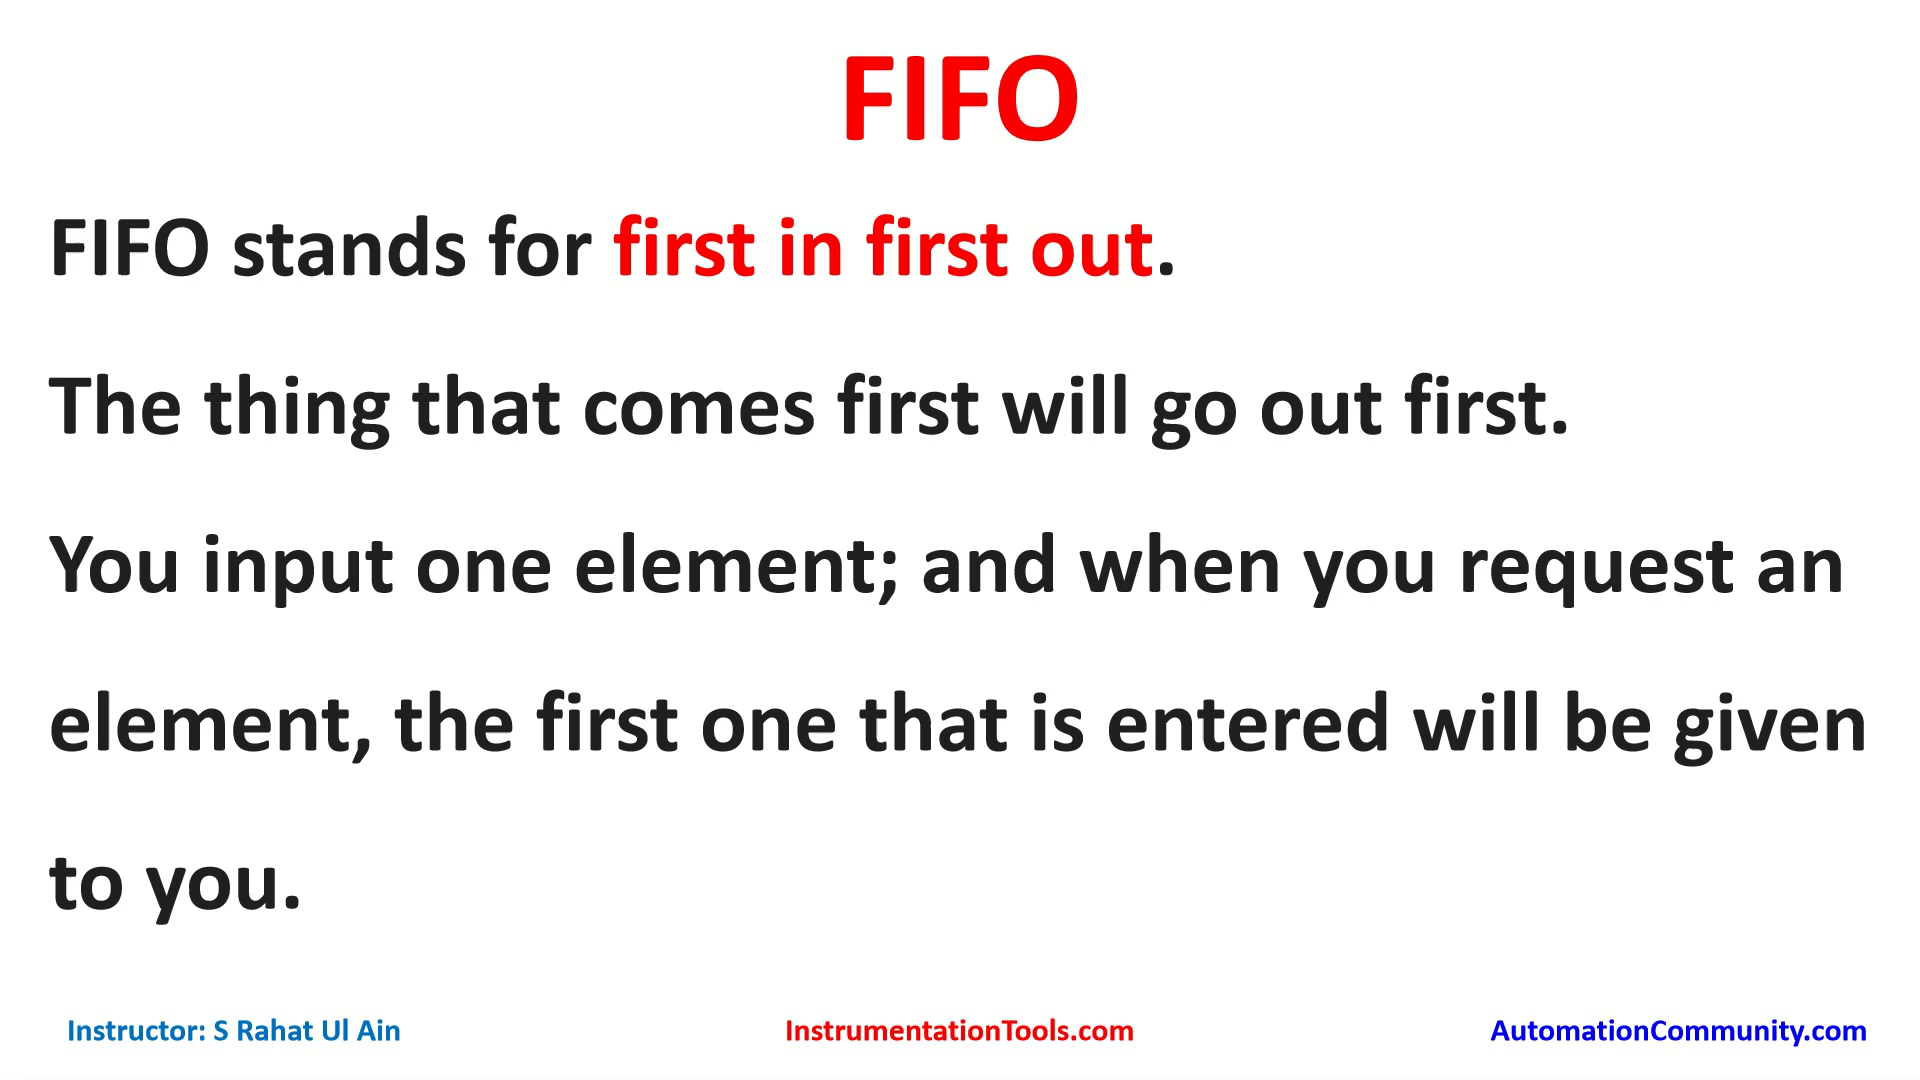 FIFO
FIFO stands for first in first out.
The thing that comes first will go out first.
You input one element; and when you request an
element, the first one that is entered will be given
to you.
Instructor: S Rahat Ul Ain
InstrumentationTools.com
AutomationCommunity.com